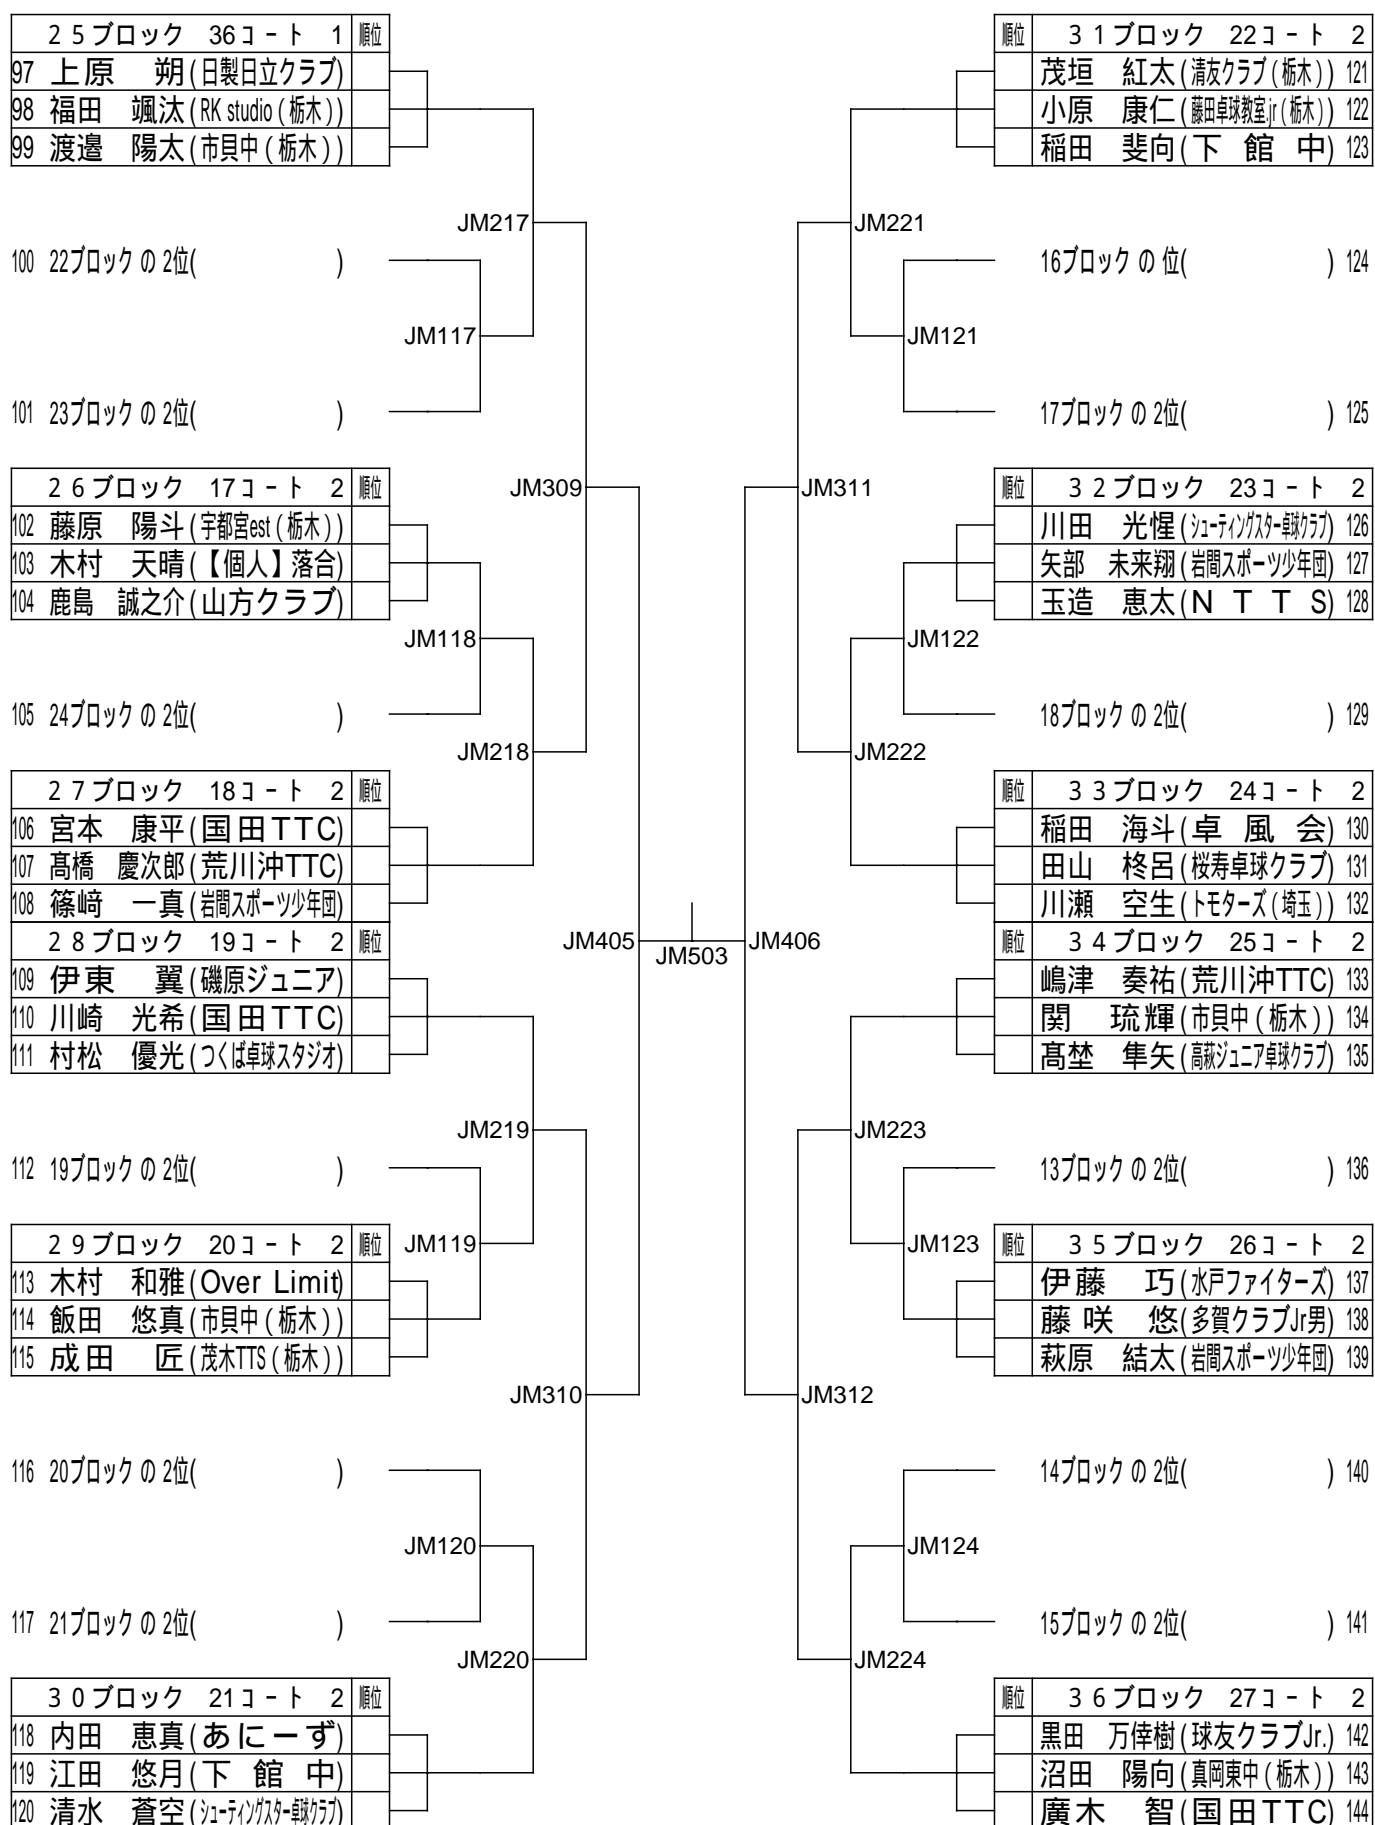 25ブロック 36コート 1 順位
97 上原 朔(日製日立クラブ)
98 福田 颯汰(RK studio(栃木))
99 渡邉 陽太(市貝中(栃木))
JM217
100 22ブロック の 2位( )
JM117
101 23ブロック の 2位( )
26ブロック 17コート 2 順位
JM309
102 藤原 陽斗(宇都宮est(栃木))
103 木村 天晴(【個人】落合)
104 鹿島 誠之介(山方クラブ)
JM118
105 24ブロック の 2位( )
JM218
27ブロック 18コート 2 順位
106 宮本 康平(国田TTC)
107 髙橋 慶次郎(荒川沖TTC)
108 篠﨑 一真(岩間スポーツ少年団)
28ブロック 19コート 2 順位
JM405
109 伊東 翼(磯原ジュニア)
110 川崎 光希(国田TTC)
111 村松 優光(つくば卓球スタジオ)
JM219
112 19ブロック の 2位( )
29ブロック 20コート 2 順位
JM119
113 木村 和雅(Over Limit)
114 飯田 悠真(市貝中(栃木))
115 成田 匠(茂木TTS(栃木))
JM310
116 20ブロック の 2位( )
JM120
117 21ブロック の 2位( )
JM220
30ブロック 21コート 2 順位
118 内田 恵真(あにーず)
119 江田 悠月(下館中)
120 清水 蒼空(シューティングスター卓球クラブ)
JM503
順位 31ブロック 22コート 2
茂垣 紅太(清友クラブ(栃木)) 121
小原 康仁(藤田卓球教室jr(栃木)) 122
稲田 斐向(下館中) 123
JM221
16ブロック の 位( ) 124
JM121
17ブロック の 2位( ) 125
JM311
順位 32ブロック 23コート 2
川田 光惺(シューティングスター卓球クラブ) 126
矢部 未来翔(岩間スポーツ少年団) 127
玉造 恵太(NTTS) 128
JM122
18ブロック の 2位( ) 129
JM222
順位 33ブロック 24コート 2
稲田 海斗(卓風会) 130
田山 柊呂(桜寿卓球クラブ) 131
川瀬 空生(トモターズ(埼玉)) 132
JM406
順位 34ブロック 25コート 2
嶋津 奏祐(荒川沖TTC) 133
関 琉輝(市貝中(栃木)) 134
髙埜 隼矢(高萩ジュニア卓球クラブ) 135
JM223
13ブロック の 2位( ) 136
JM123
順位 35ブロック 26コート 2
伊藤 巧(水戸ファイターズ) 137
藤咲 悠(多賀クラブJr男) 138
萩原 結太(岩間スポーツ少年団) 139
JM312
14ブロック の 2位( ) 140
JM124
15ブロック の 2位( ) 141
JM224
順位 36ブロック 27コート 2
黒田 万倖樹(球友クラブJr.) 142
沼田 陽向(真岡東中(栃木)) 143
廣木 智(国田TTC) 144